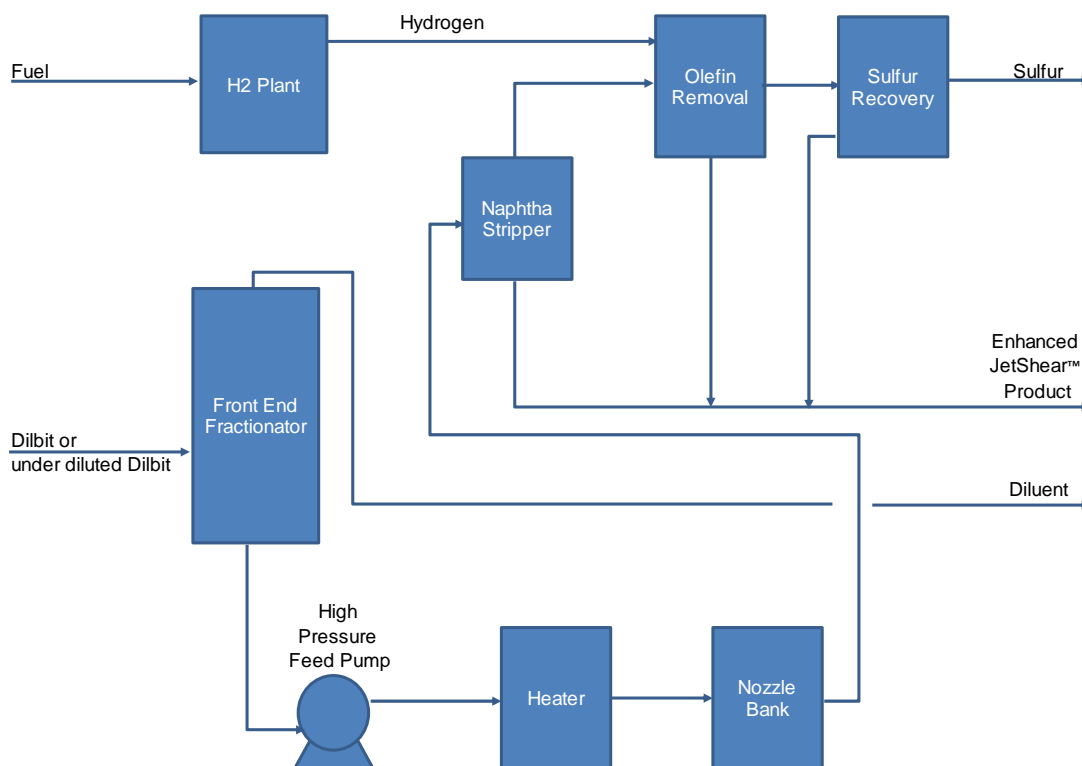 Hydrogen
Fuel
H2 Plant
Olefin
Removal
Sulfur
Recovery
Sulfur
Naphtha
Stripper
Enhanced
JetShear™
Product
Front End
Fractionator
Dilbit or
under diluted Dilbit
Diluent
High
Pressure
Feed Pump
Heater
Nozzle
Bank